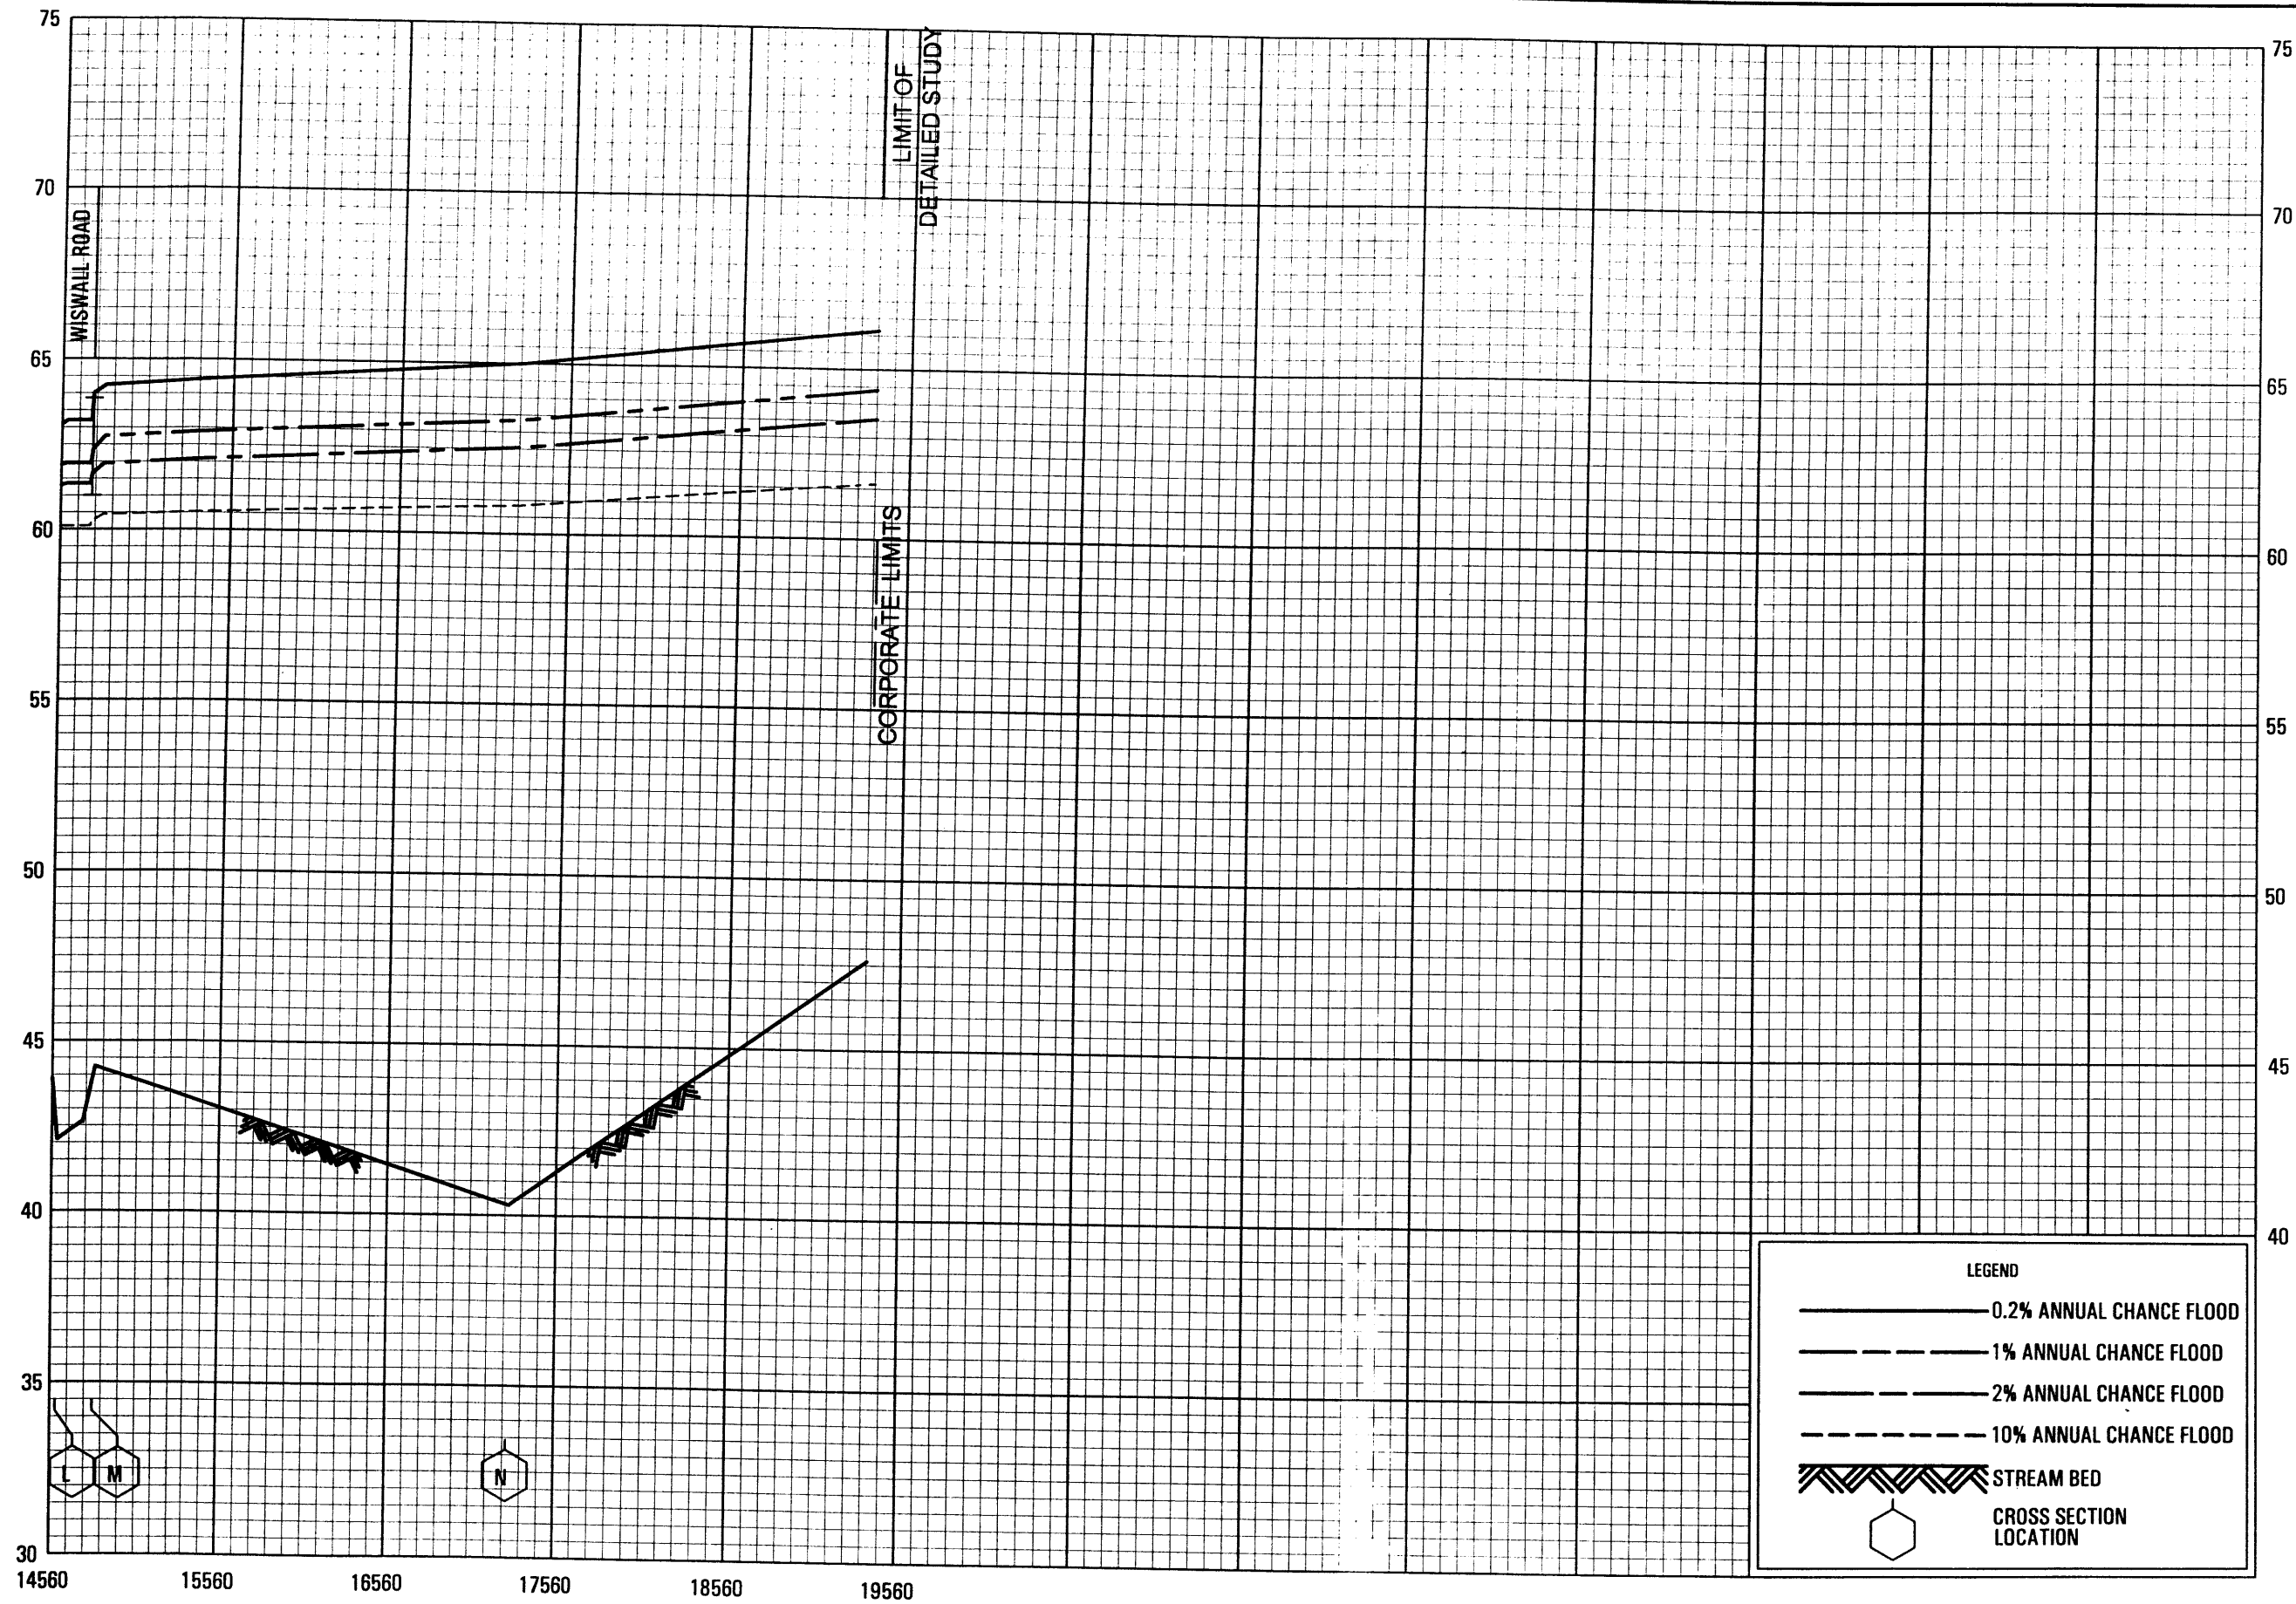 75
70
65
60
55
50
45
40
35
30
WISWALL ROAD
LIMIT OF
DETAILED STUDY
CORPORATE LIMITS
75
70
65
60
55
50
45
40
L
M
N
14560
15560
16560
17560
18560
19560
LEGEND
0.2% ANNUAL CHANCE FLOOD
1% ANNUAL CHANCE FLOOD
2% ANNUAL CHANCE FLOOD
10% ANNUAL CHANCE FLOOD
STREAM BED
CROSS SECTION
LOCATION